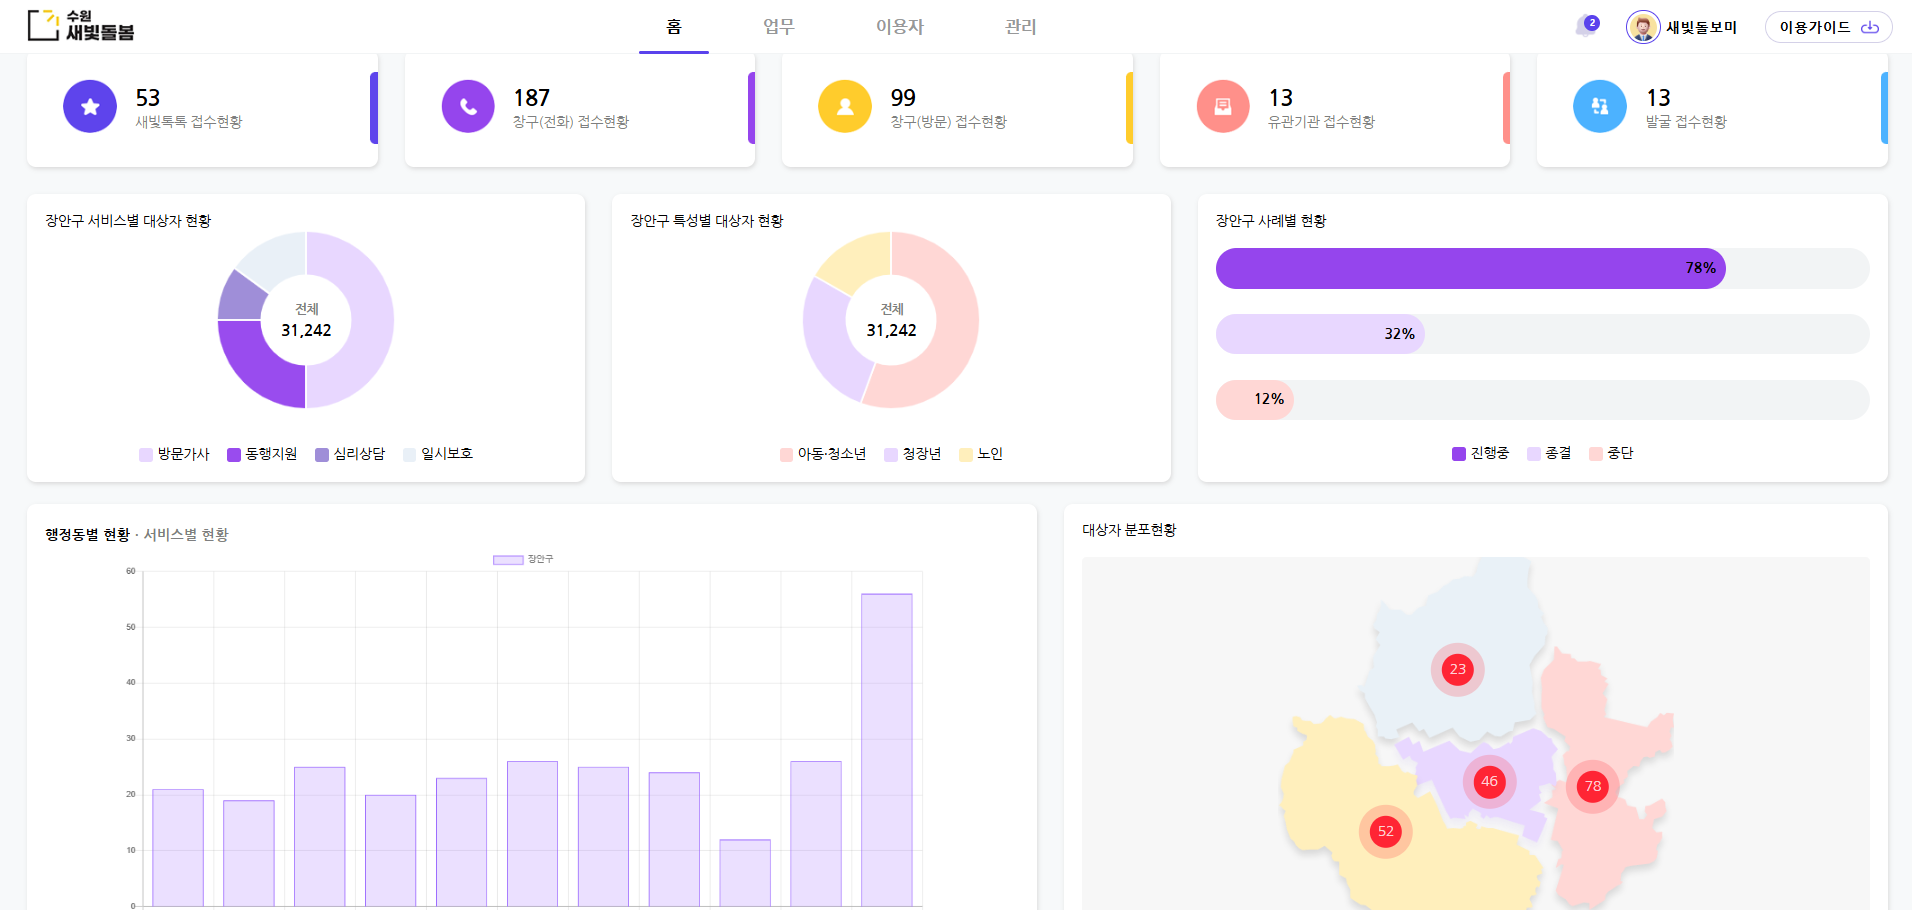 수원
새빛돌봄
홈 업무 이용자 관리
2
새빛돌보미
이용가이드
53
새빛톡톡 접수현황
187
창구(전화) 접수현황
99
창구(방문) 접수현황
13
유관기관 접수현황
13
발굴 접수현황
장안구 서비스별 대상자 현황
전체
31,242
방문가사 동행지원 심리상담 일시보호
장안구 특성별 대상자 현황
전체
31,242
아동·청소년 청장년 노인
장안구 사례별 현황
78%
32%
12%
진행중 종결 중단
행정동별 현황 · 서비스별 현황
장안구
60
50
40
30
20
10
0
대상자 분포현황
23
46
78
52